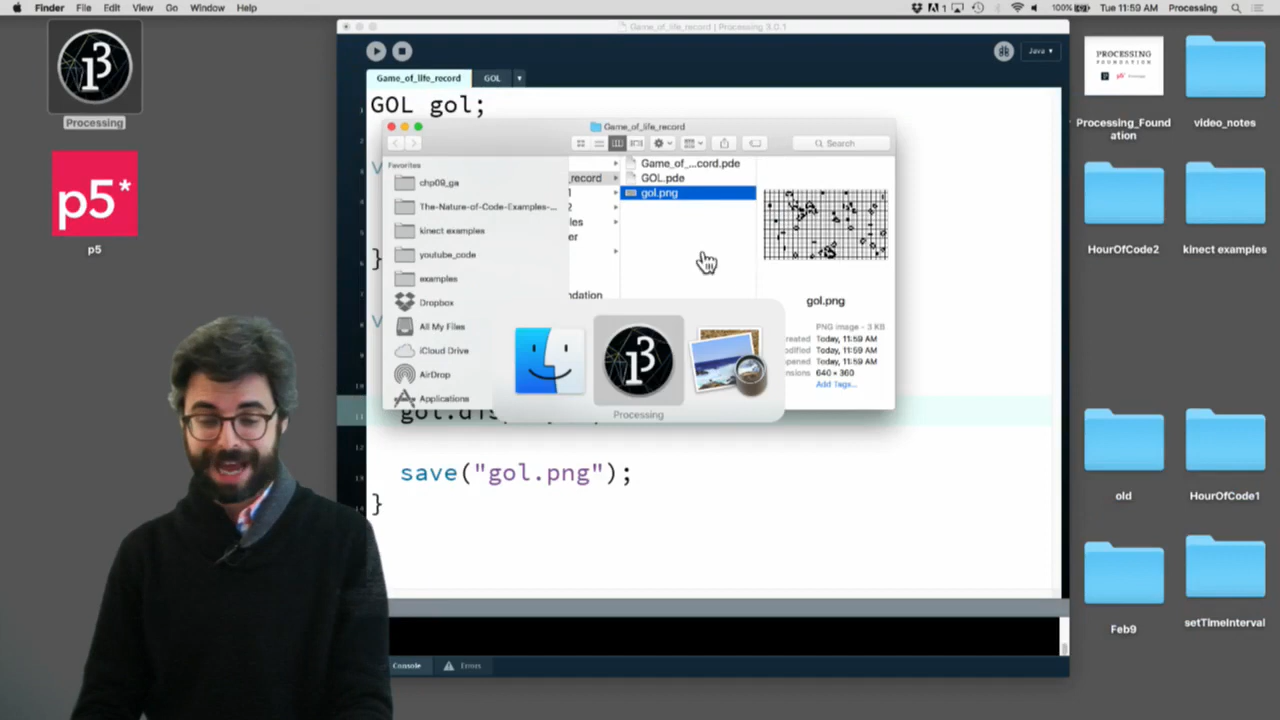 Finder File Edit View Go Window Help
1 100% Tue 11:59 AM Processing
Game_of_life_record | Processing 3.0.1
Java
Game_of_life_record GOL
GOL gol;
Game_of_life_record
Search
Favorites
chp09_ga
The-Nature-of-Code-Examples-...
kinect examples
youtube_code
examples
Dropbox
All My Files
iCloud Drive
AirDrop
Applications
_record
Game_of_...cord.pde
GOL.pde
gol.png
gol.png
PNG image - 3 KB
Today, 11:59 AM
Today, 11:59 AM
Today, 11:59 AM
640 × 360
Add Tags...
Processing
}
save("gol.png");
}
Console Errors
Processing
p5*
p5
PROCESSING
FOUNDATION
Processing_Found
ation
video_notes
HourOfCode2
kinect examples
old
HourOfCode1
Feb9
setTImeInterval